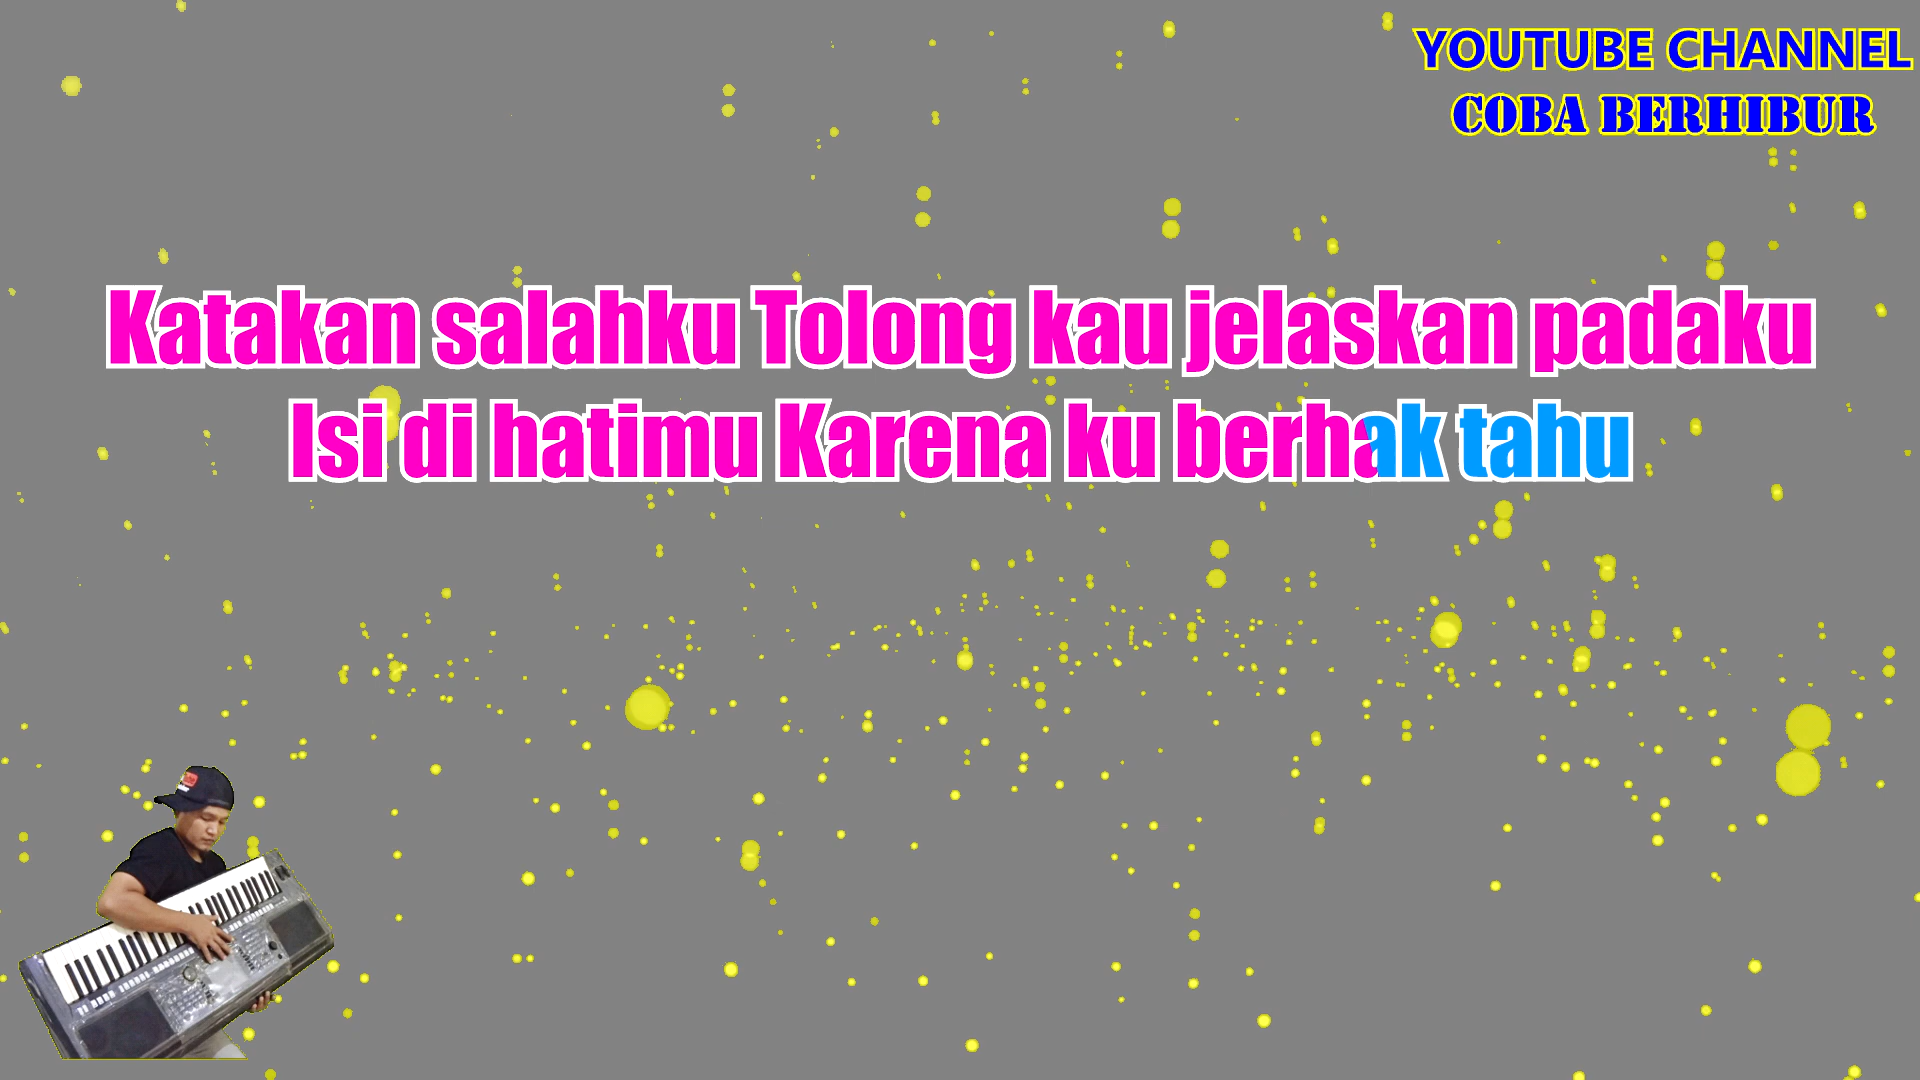 YOUTUBE CHANNEL
COBA BERHIBUR
Katakan salahku Tolong kau jelaskan padaku
Isi di hatimu Karena ku berhak tahu